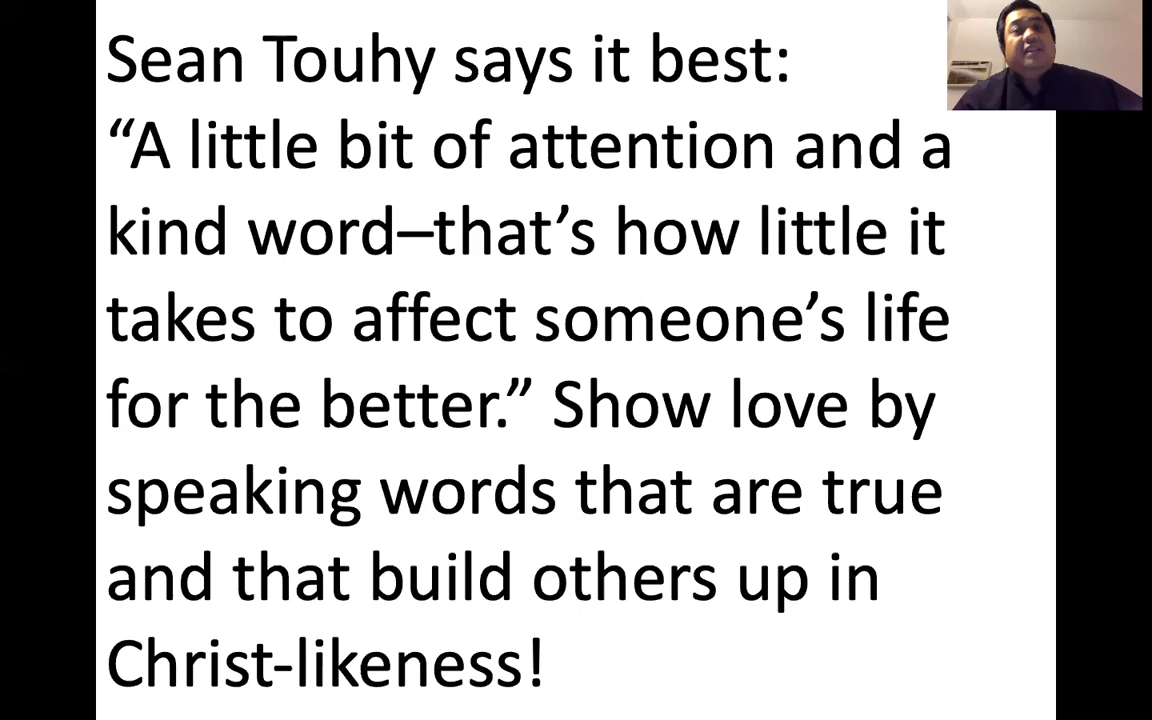 Sean Touhy says it best:
“A little bit of attention and a
kind word–that’s how little it
takes to affect someone’s life
for the better.” Show love by
speaking words that are true
and that build others up in
Christ-likeness!